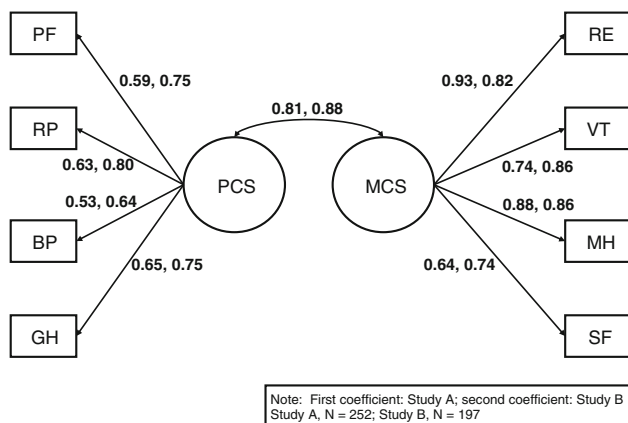 PF
RE
0.59, 0.75
0.93, 0.82
0.81, 0.88
RP
VT
0.63, 0.80
PCS
MCS
0.74, 0.86
0.53, 0.64
0.88, 0.86
BP
MH
0.65, 0.75
0.64, 0.74
GH
SF
Note: First coefficient: Study A; second coefficient: Study B
Study A, N = 252; Study B, N = 197